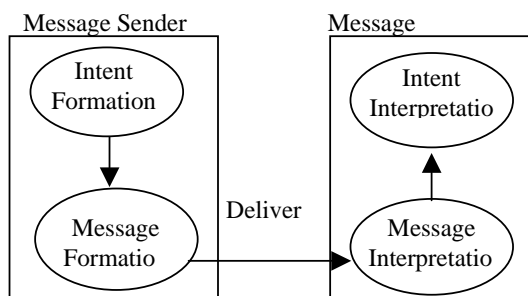 Message Sender
Intent
Formation
Message
Formatio
Deliver
Message
Intent
Interpretatio
Message
Interpretatio